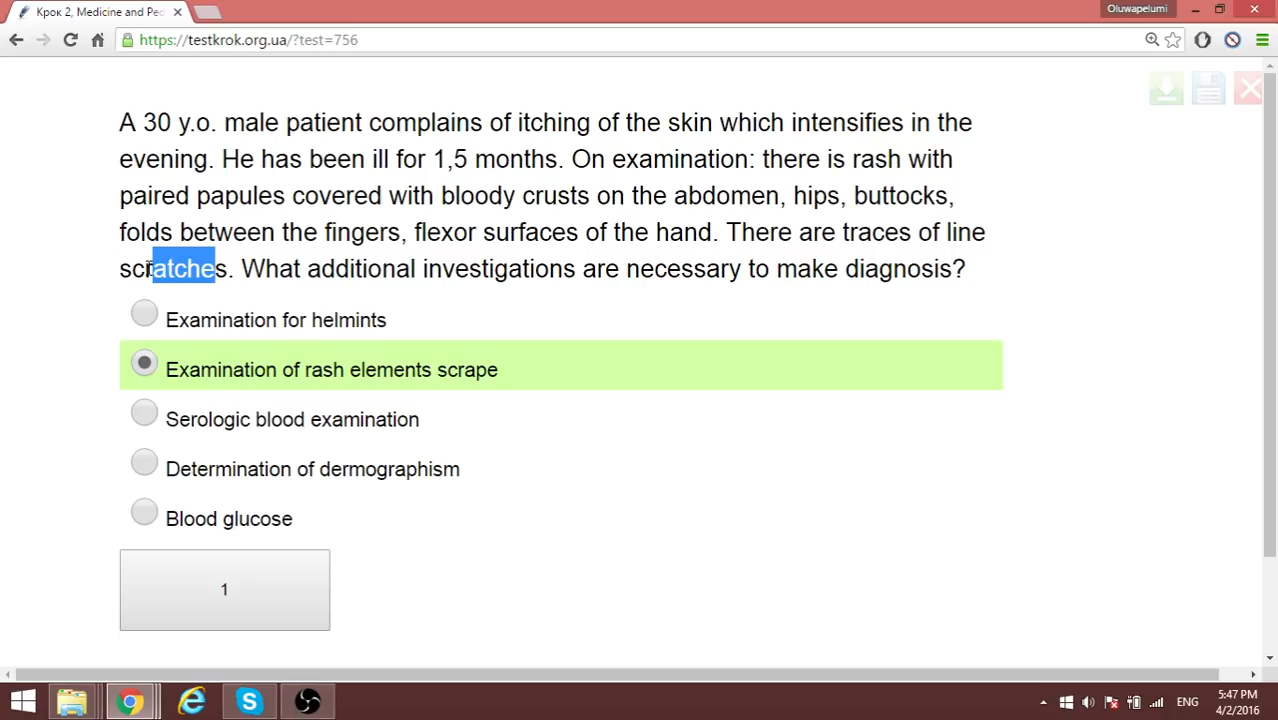 Крок 2, Medicine and Ped
Oluwapelumi
https://testkrok.org.ua/?test=756
A 30 y.o. male patient complains of itching of the skin which intensifies in the
evening. He has been ill for 1,5 months. On examination: there is rash with
paired papules covered with bloody crusts on the abdomen, hips, buttocks,
folds between the fingers, flexor surfaces of the hand. There are traces of line
scratches. What additional investigations are necessary to make diagnosis?
Examination for helmints
Examination of rash elements scrape
Serologic blood examination
Determination of dermographism
Blood glucose
1
ENG
5:47 PM
4/2/2016